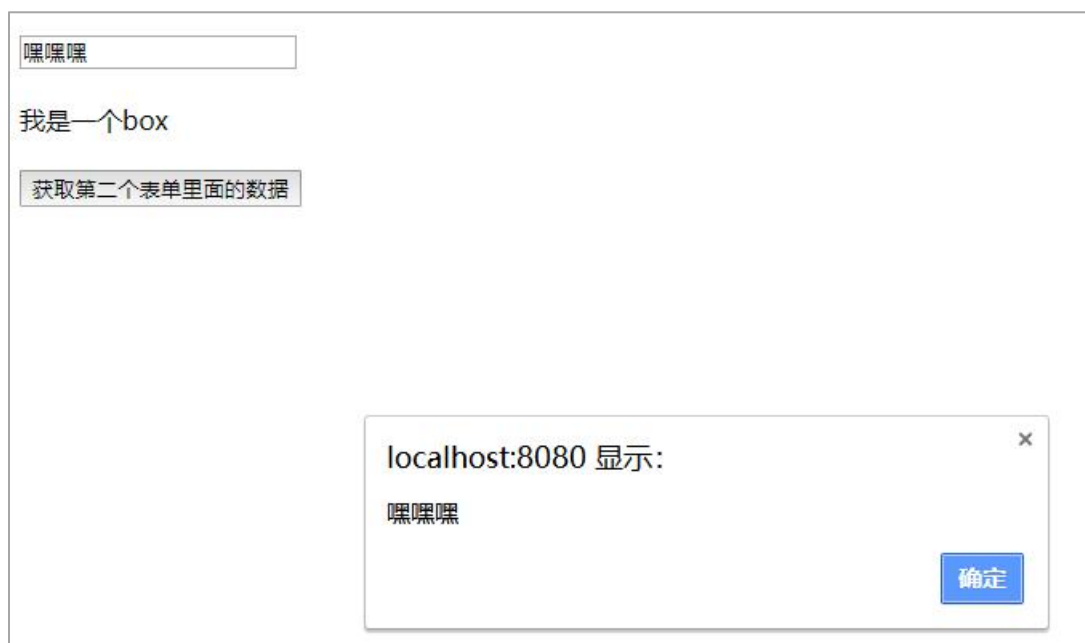 嘿嘿嘿
我是一个box
获取第二个表单里面的数据
localhost:8080 显示：
×
嘿嘿嘿
确定